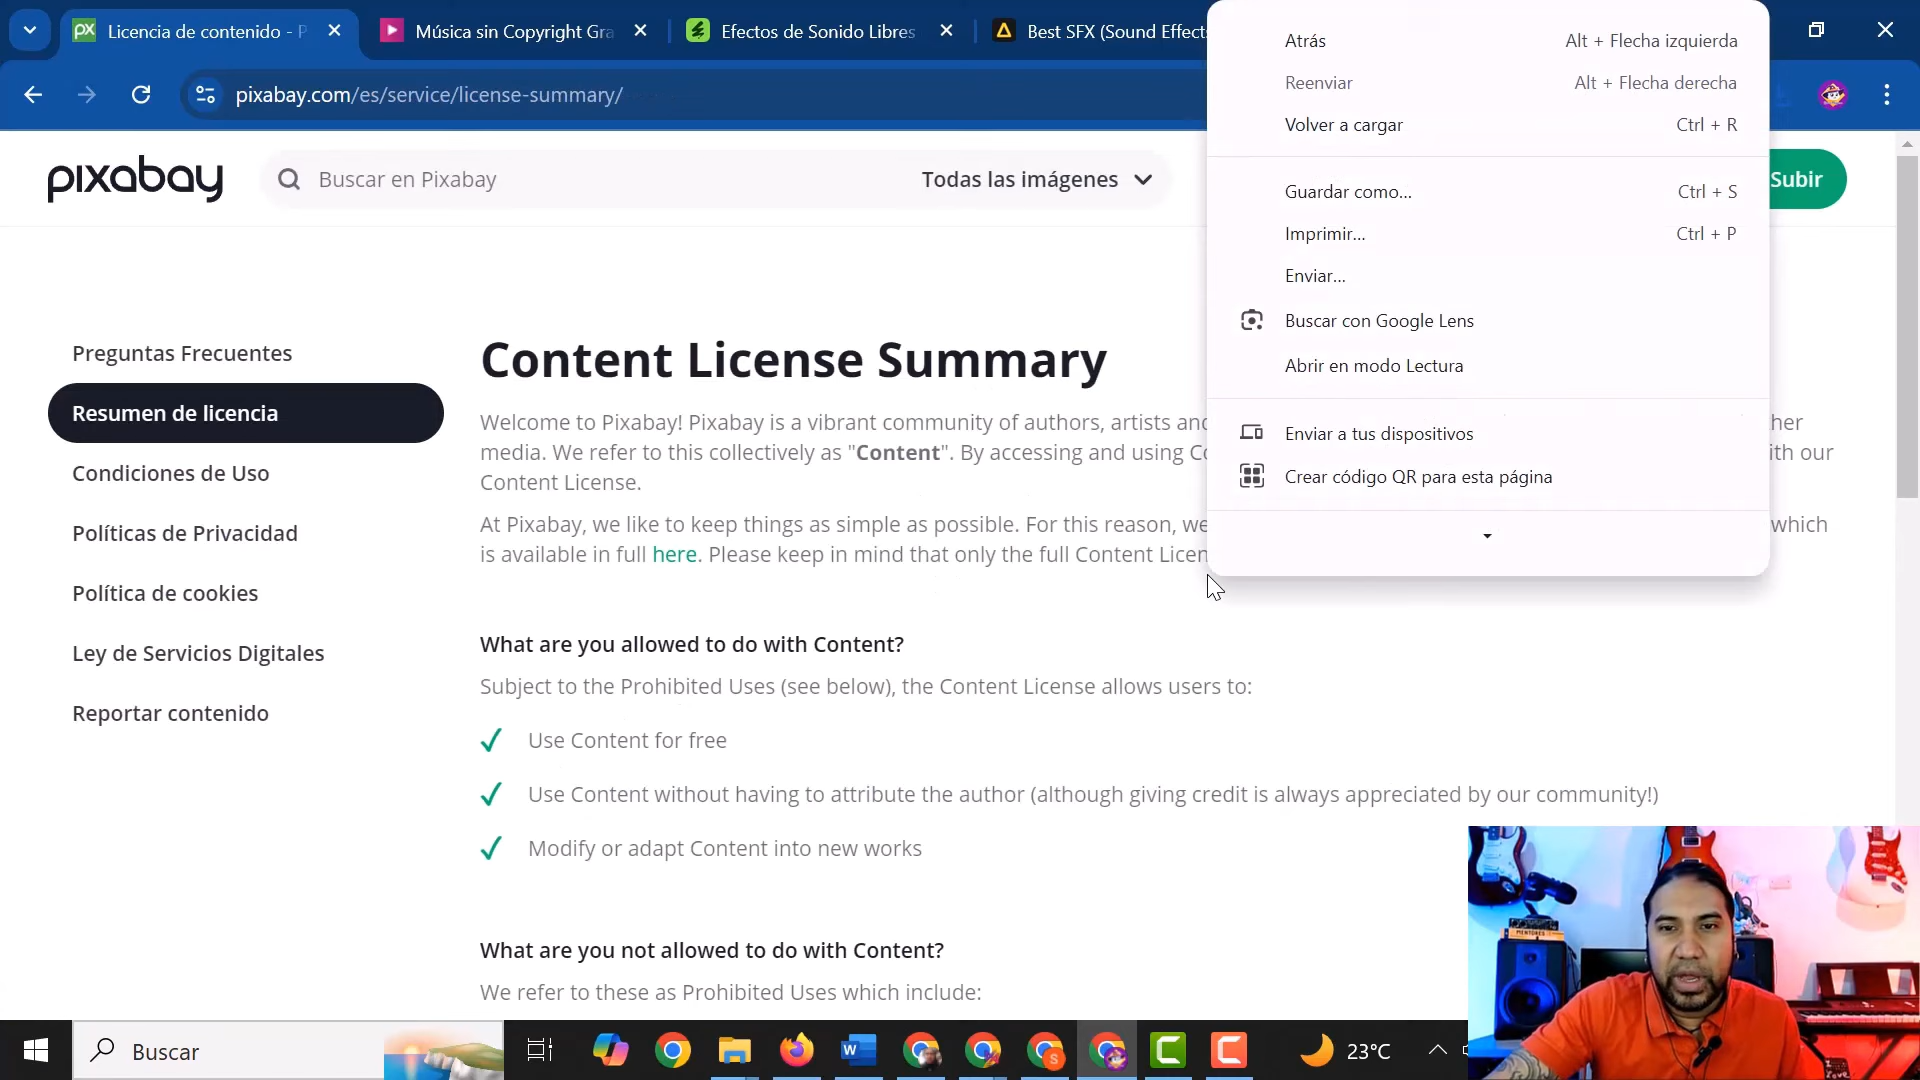 Licencia de contenido - P
Música sin Copyright Gra
Efectos de Sonido Libres
Best SFX (Sound Effects
pixabay.com/es/service/license-summary/
Atrás Alt + Flecha izquierda
Reenviar Alt + Flecha derecha
Volver a cargar Ctrl + R
Guardar como... Ctrl + S
Imprimir... Ctrl + P
Enviar...
Buscar con Google Lens
Abrir en modo Lectura
Enviar a tus dispositivos
Crear código QR para esta página
pixabay
Buscar en Pixabay
Todas las imágenes
Subir
Preguntas Frecuentes
Resumen de licencia
Condiciones de Uso
Políticas de Privacidad
Política de cookies
Ley de Servicios Digitales
Reportar contenido
Content License Summary
Welcome to Pixabay! Pixabay is a vibrant community of authors, artists and her
media. We refer to this collectively as "Content". By accessing and using Co ith our
Content License.
At Pixabay, we like to keep things as simple as possible. For this reason, we which
is available in full here. Please keep in mind that only the full Content Licen
What are you allowed to do with Content?
Subject to the Prohibited Uses (see below), the Content License allows users to:
Use Content for free
Use Content without having to attribute the author (although giving credit is always appreciated by our community!)
Modify or adapt Content into new works
What are you not allowed to do with Content?
We refer to these as Prohibited Uses which include:
Buscar
23°C